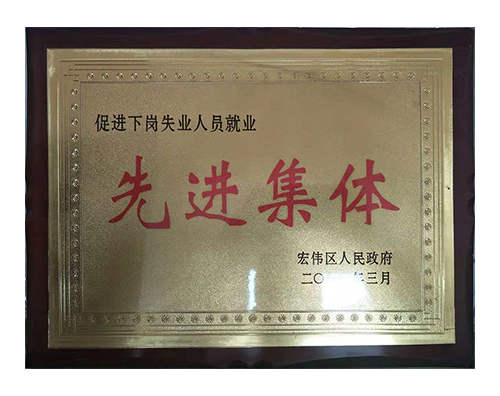 促进下岗失业人员就业
先进集体
宏伟区人民政府
二〇 年三月